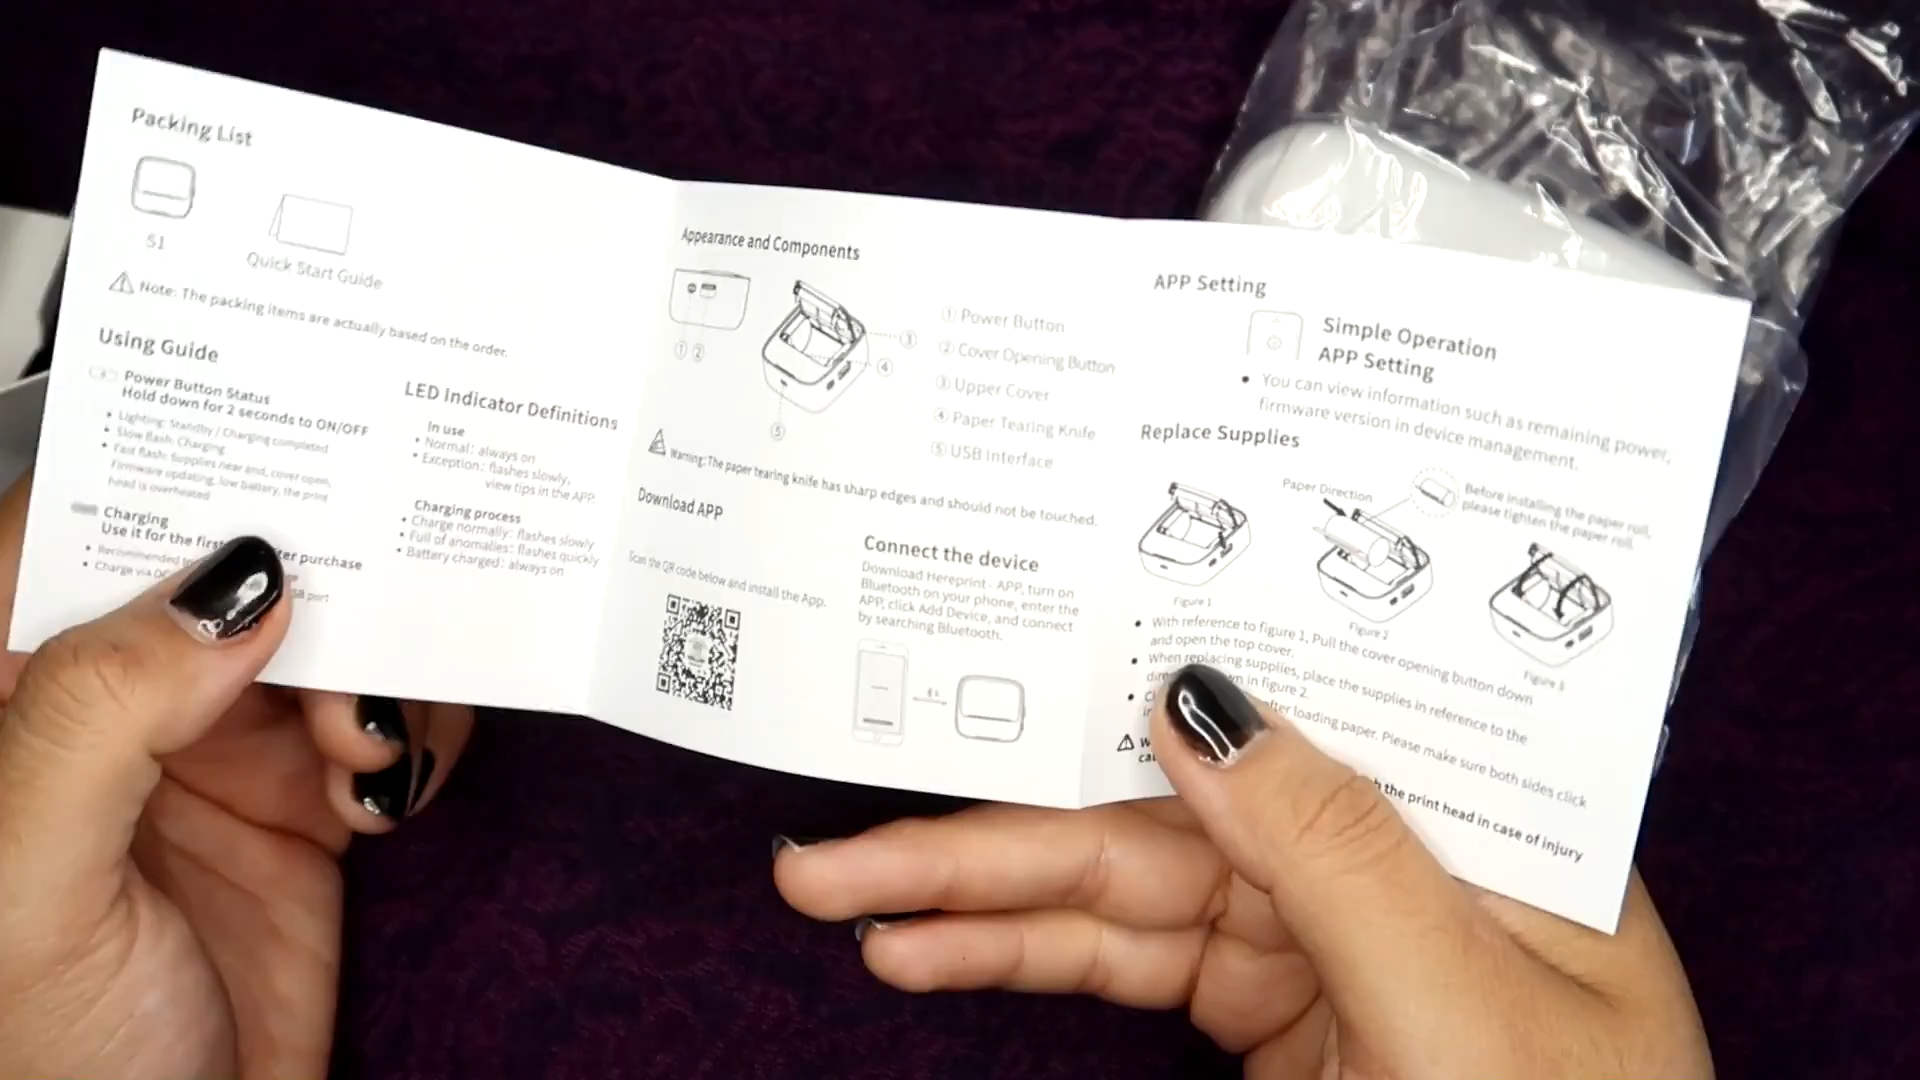 Packing List
S1
Quick Start Guide
Note: The packing items are actually based on the order.
Using Guide
Power Button Status
Hold down for 2 seconds to ON/OFF
• Lighting: Standby / Charging completed
• Slow flash: Charging
• Fast flash: Supplies near end, cover open,
firmware updating, low battery, the print
head is overheated
Charging
Use it for the first purchase
• Recommended
• Charge via
port
LED Indicator Definitions
In use
• Normal: always on
• Exception: flashes slowly,
view tips in the APP
Charging process
• Charge normally: flashes slowly
• Full of anomalies: flashes quickly
• Battery charged: always on
Appearance and Components
① ②
③
④
⑤
① Power Button
② Cover Opening Button
③ Upper Cover
④ Paper Tearing Knife
⑤ USB Interface
Warning: The paper tearing knife has sharp edges and should not be touched.
Download APP
Scan the QR code below and install the App.
Connect the device
Download Hereprint - APP, turn on
Bluetooth on your phone, enter the
APP, click Add Device, and connect
by searching Bluetooth.
APP Setting
Simple Operation
APP Setting
• You can view information such as remaining power,
firmware version in device management.
Replace Supplies
Paper Direction
Before installing the paper roll,
please tighten the paper roll.
Figure 1
Figure 2
Figure 3
• With reference to figure 1, Pull the cover opening button down
and open the top cover.
• When replacing supplies, place the supplies in reference to the
in figure 2.
• after loading paper. Please make sure both sides click
the print head in case of injury